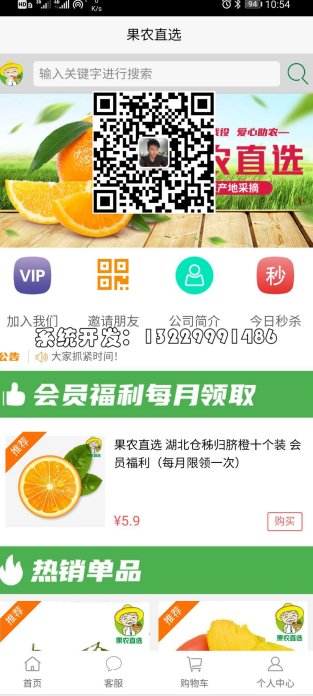 HD
K/s
94
10:54
果农直选
输入关键字进行搜索
爱心助农—
农直选
产地采摘
VIP
秒
加入我们
邀请朋友
公司简介
今日秒杀
系统开发：13229991486
公告
大家抓紧时间！
会员福利每月领取
推荐
果农直选
果农直选 湖北仓秭归脐橙十个装 会
员福利（每月限领一次）
¥5.9
购买
热销单品
推荐
果农直选
推荐
果农直选
首页
客服
购物车
个人中心